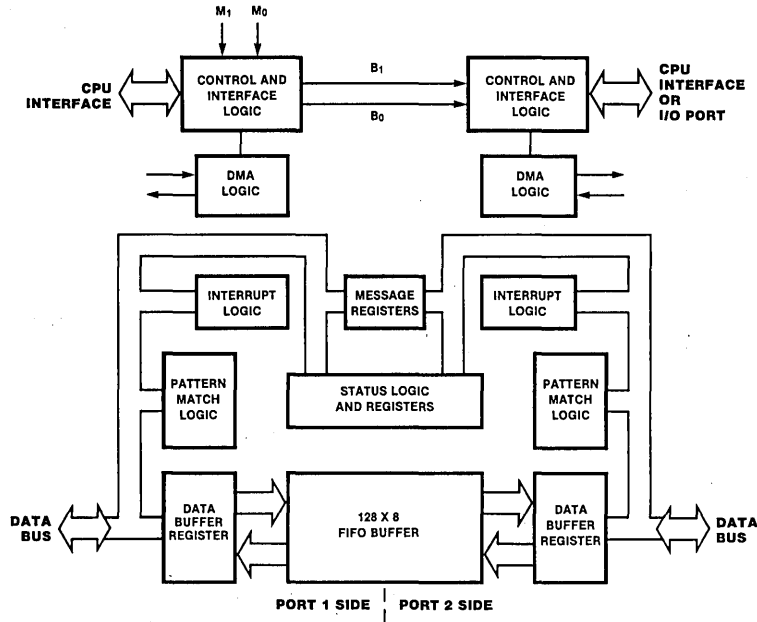 M1 M0
CPU
INTERFACE
CONTROL AND
INTERFACE
LOGIC
B1
B0
CONTROL AND
INTERFACE
LOGIC
CPU
INTERFACE
OR
I/O PORT
DMA
LOGIC
DMA
LOGIC
INTERRUPT
LOGIC
MESSAGE
REGISTERS
INTERRUPT
LOGIC
PATTERN
MATCH
LOGIC
STATUS LOGIC
AND REGISTERS
PATTERN
MATCH
LOGIC
DATA
BUS
DATA
BUFFER
REGISTER
128 X 8
FIFO BUFFER
DATA
BUFFER
REGISTER
DATA
BUS
PORT 1 SIDE
PORT 2 SIDE